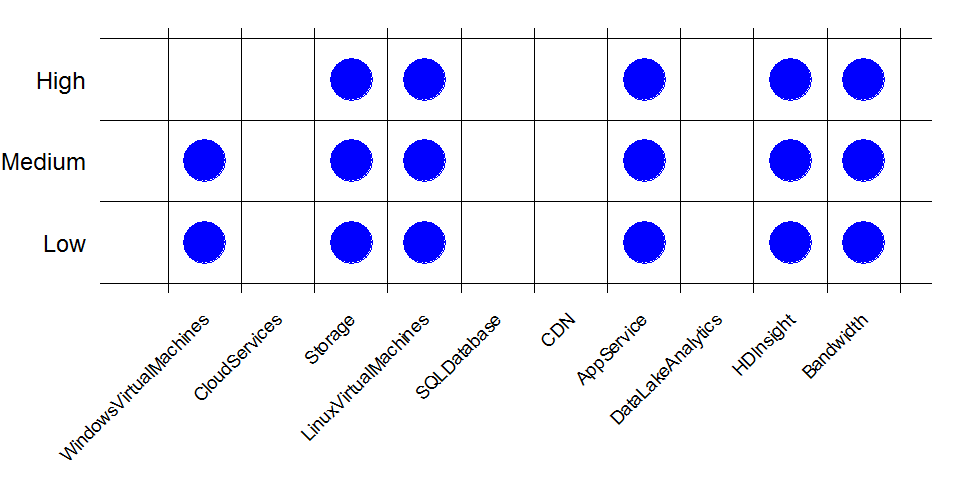 High
Medium
Low
WindowsVirtualMachines
CloudServices
Storage
LinuxVirtualMachines
SQLDatabase
CDN
AppService
DataLakeAnalytics
HDInsight
Bandwidth